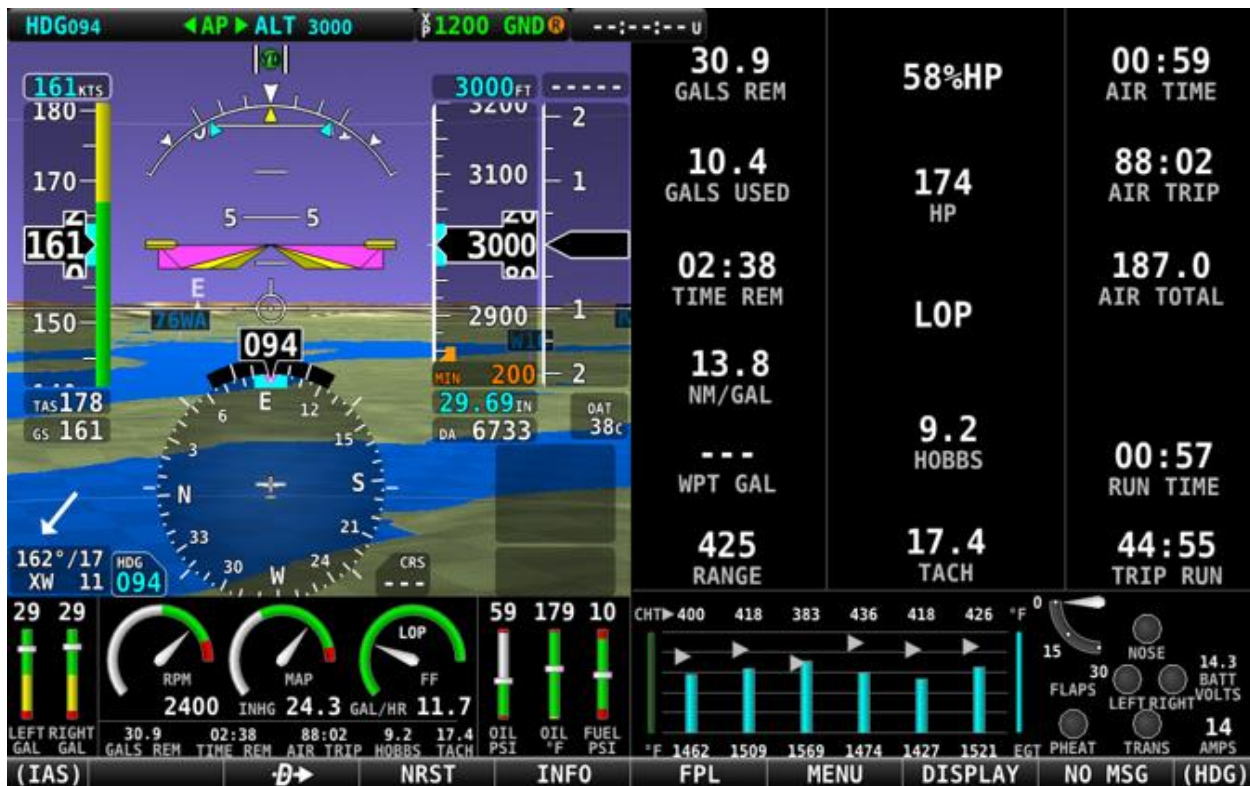 HDG094 AP ALT 3000 XP 1200 GND R --:--:-- U
161KTS
3000FT -----
180
170
161
150
5 5
3200
3100
20
3000
80
2900
2
1
1
2
YD
E
76WA
094
MIN 200
TAS178
GS 161
29.69IN
DA 6733
OAT
38C
E 12 15 S 21 24 W 30 33 N 3 6
162°/17
XW 11
HDG
094
CRS
---
30.9
GALS REM
10.4
GALS USED
02:38
TIME REM
13.8
NM/GAL
---
WPT GAL
425
RANGE
58%HP
174
HP
LOP
9.2
HOBBS
17.4
TACH
00:59
AIR TIME
88:02
AIR TRIP
187.0
AIR TOTAL
00:57
RUN TIME
44:55
TRIP RUN
29 29
LEFT RIGHT
GAL GAL
RPM
2400
MAP
INHG 24.3
LOP
FF
GAL/HR 11.7
30.9 02:38 88:02 9.2 17.4
GALS REM TIME REM AIR TRIP HOBBS TACH
59 179 10
OIL OIL FUEL
PSI °F PSI
CHT 400 418 383 436 418 426 °F
°F 1462 1509 1569 1474 1427 1521 EGT
0
15
30
FLAPS
NOSE
LEFT RIGHT
PHEAT TRANS
14.3
BATT
VOLTS
14
AMPS
(IAS) D NRST INFO FPL MENU DISPLAY NO MSG (HDG)